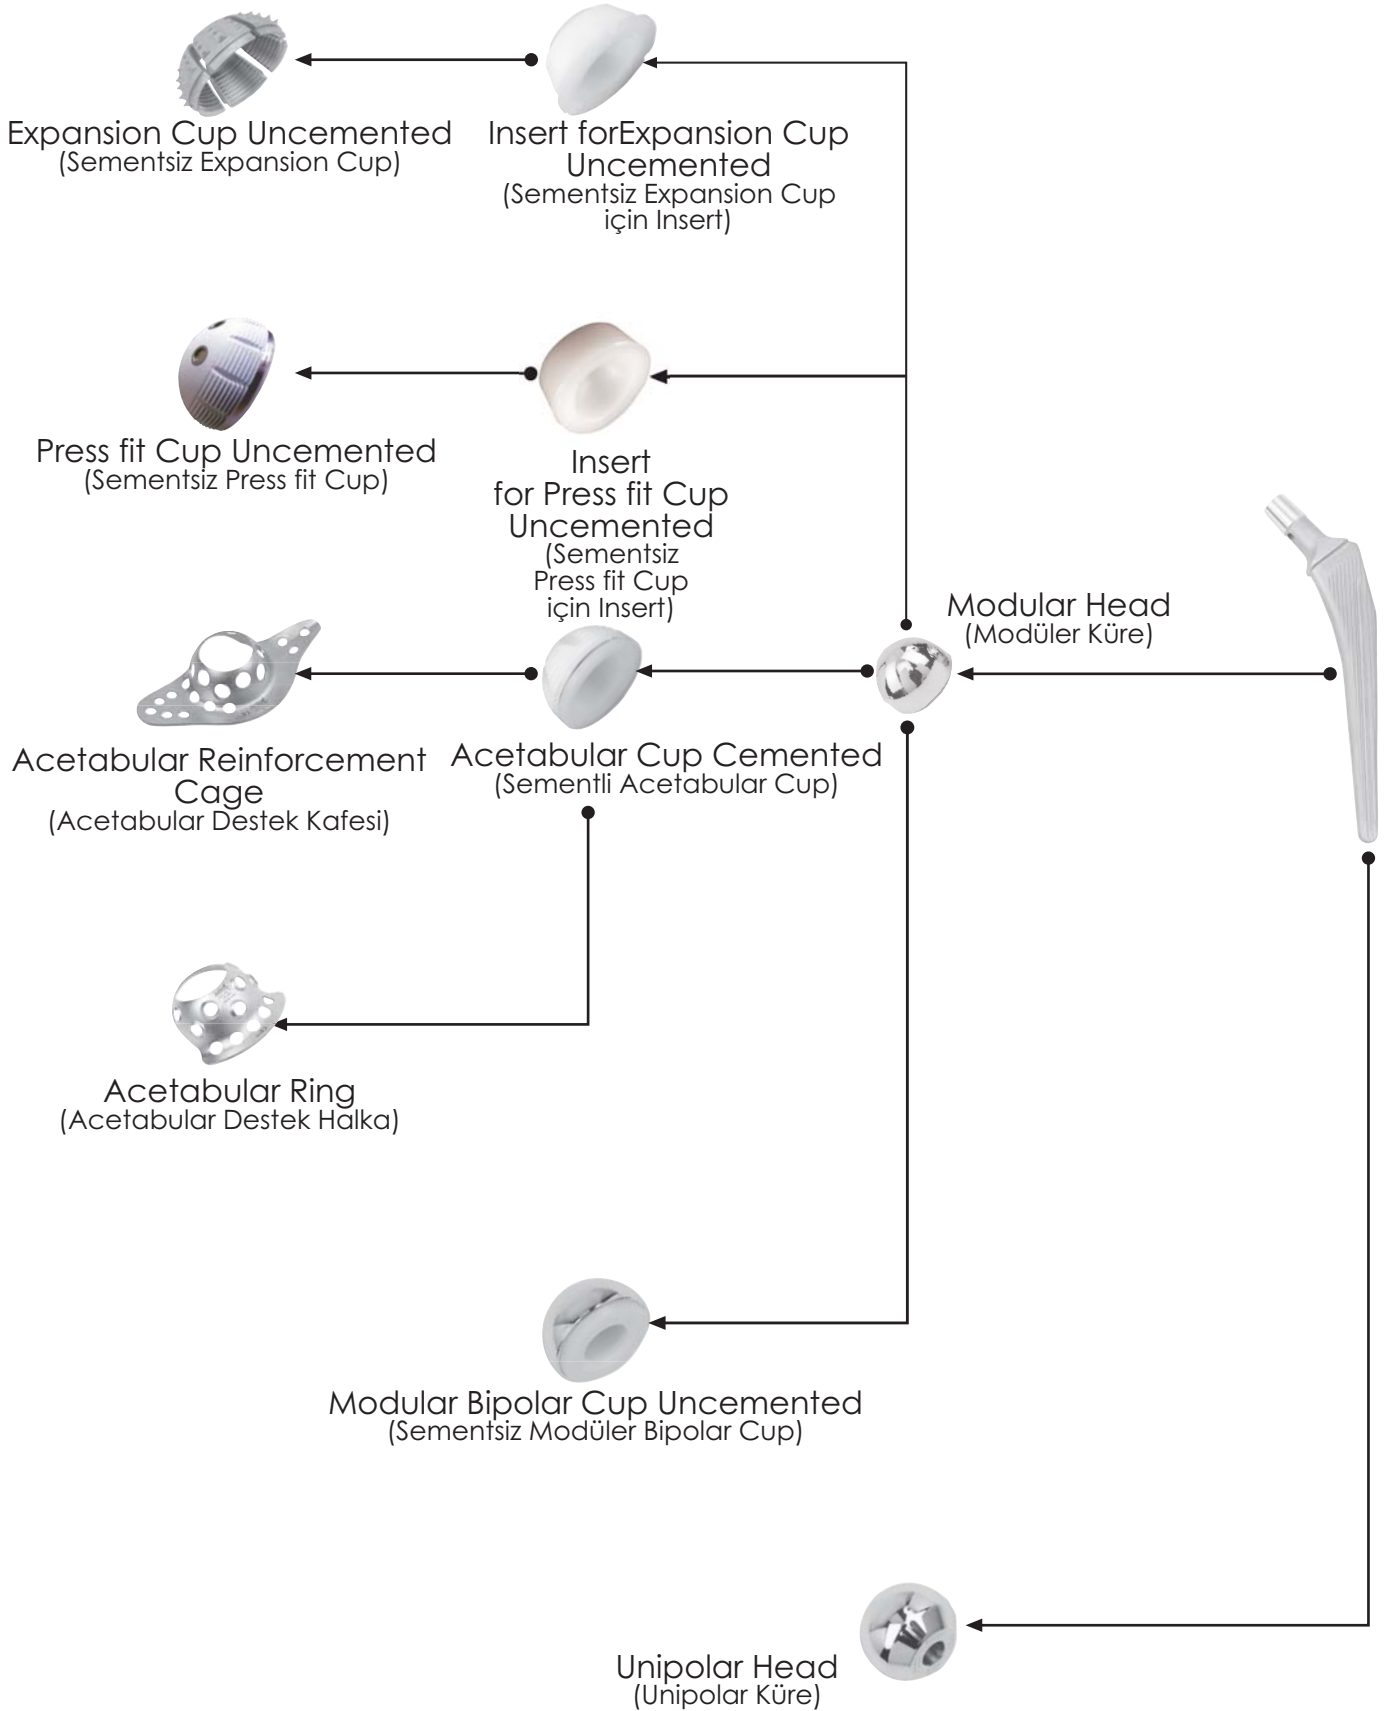 Expansion Cup Uncemented
(Sementsiz Expansion Cup)
Insert forExpansion Cup
Uncemented
(Sementsiz Expansion Cup
için Insert)
Press fit Cup Uncemented
(Sementsiz Press fit Cup)
Insert
for Press fit Cup
Uncemented
(Sementsiz
Press fit Cup
için Insert)
Modular Head
(Modüler Küre)
Acetabular Reinforcement
Cage
(Acetabular Destek Kafesi)
Acetabular Cup Cemented
(Sementli Acetabular Cup)
Acetabular Ring
(Acetabular Destek Halka)
Modular Bipolar Cup Uncemented
(Sementsiz Modüler Bipolar Cup)
Unipolar Head
(Unipolar Küre)